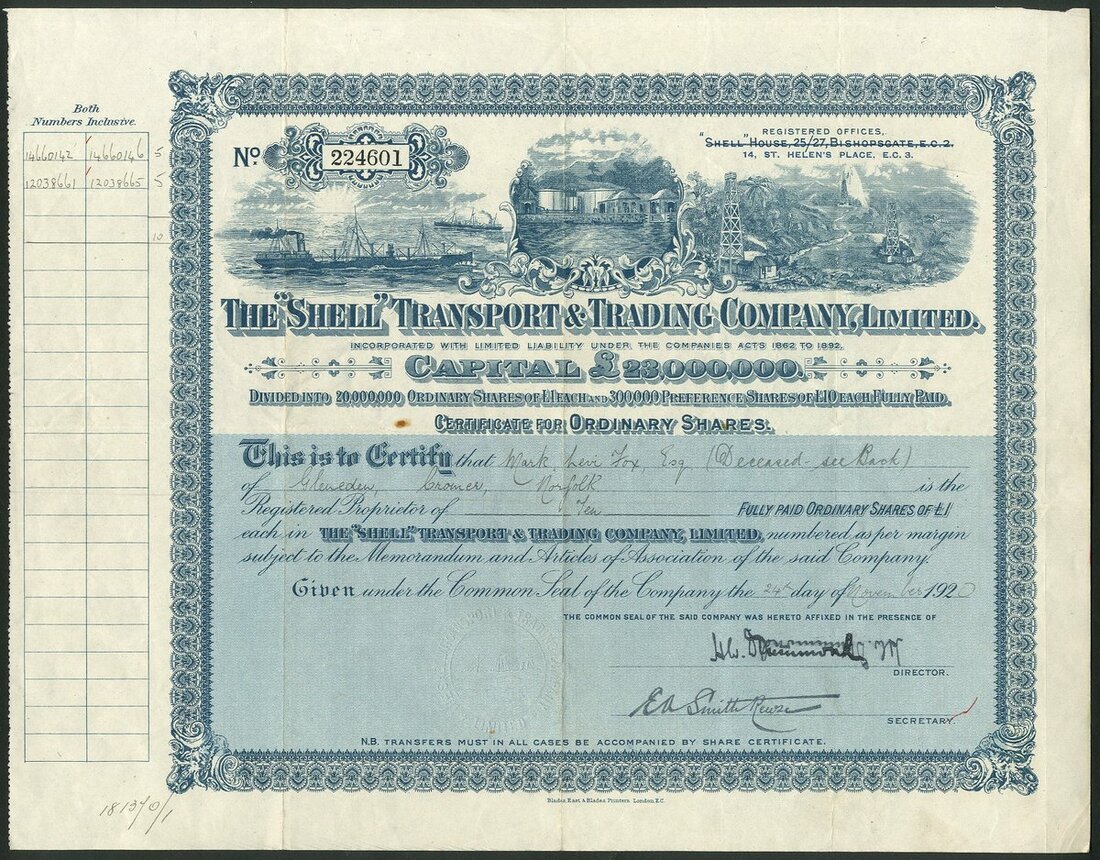 Both
Numbers Inclusive.
14660142 14660146 5
12038661 12038665 5
10
REGISTERED OFFICES,
"SHELL" HOUSE, 25/27, BISHOPSGATE, E.C.2.
14, ST. HELEN'S PLACE, E.C. 3.
No. 224601
THE "SHELL" TRANSPORT & TRADING COMPANY, LIMITED.
INCORPORATED WITH LIMITED LIABILITY UNDER THE COMPANIES ACTS 1862 TO 1892.
CAPITAL £23,000,000.
DIVIDED INTO 20,000,000 ORDINARY SHARES OF £1 EACH AND 300,000 PREFERENCE SHARES OF £10 EACH FULLY PAID.
CERTIFICATE FOR ORDINARY SHARES.
This is to Certify that Mark Levi Fox, Esq (Deceased - see Back)
of Gleneden, Cromer, Norfolk is the
Registered Proprietor of Ten FULLY PAID ORDINARY SHARES OF £1
each in THE "SHELL" TRANSPORT & TRADING COMPANY, LIMITED, numbered as per margin
subject to the Memorandum and Articles of Association of the said Company.
Given under the Common Seal of the Company the 24th day of November 1920
THE COMMON SEAL OF THE SAID COMPANY WAS HERETO AFFIXED IN THE PRESENCE OF
DIRECTOR.
EA Smith Rewse
SECRETARY
N.B. TRANSFERS MUST IN ALL CASES BE ACCOMPANIED BY SHARE CERTIFICATE.
Blades, East & Blades Printers London E.C.
181370/1